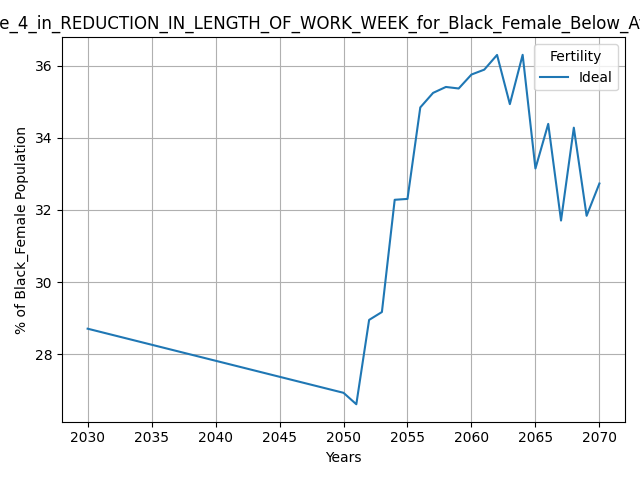 e_4_in_REDUCTION_IN_LENGTH_OF_WORK_WEEK_for_Black_Female_Below_A
Fertility
Ideal
% of Black_Female Population
36
34
32
30
28
2030 2035 2040 2045 2050 2055 2060 2065 2070
Years